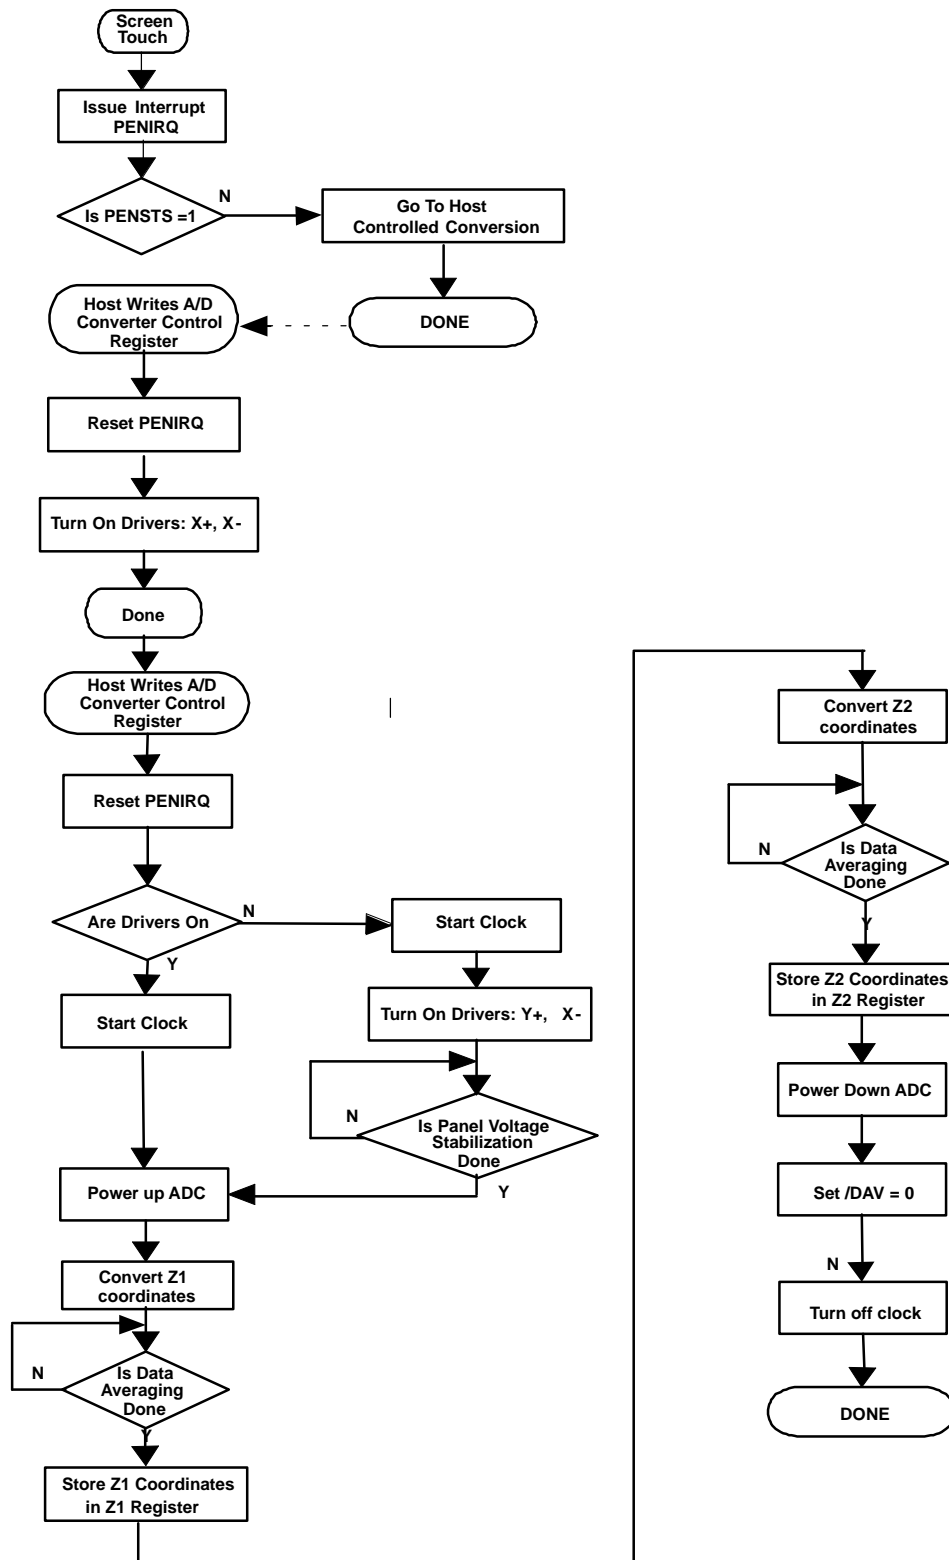 Screen
Touch
Issue Interrupt
PENIRQ
Is PENSTS =1
N
Go To Host
Controlled Conversion
DONE
Host Writes A/D
Converter Control
Register
Reset PENIRQ
Turn On Drivers: X+, X-
Done
Host Writes A/D
Converter Control
Register
Reset PENIRQ
Are Drivers On
N
Y
Start Clock
Start Clock
Turn On Drivers: Y+, X-
N
Is Panel Voltage
Stabilization
Done
Y
Power up ADC
Convert Z1
coordinates
N
Is Data
Averaging
Done
Y
Store Z1 Coordinates
in Z1 Register
Convert Z2
coordinates
N
Is Data
Averaging
Done
Y
Store Z2 Coordinates
in Z2 Register
Power Down ADC
Set /DAV = 0
N
Turn off clock
DONE